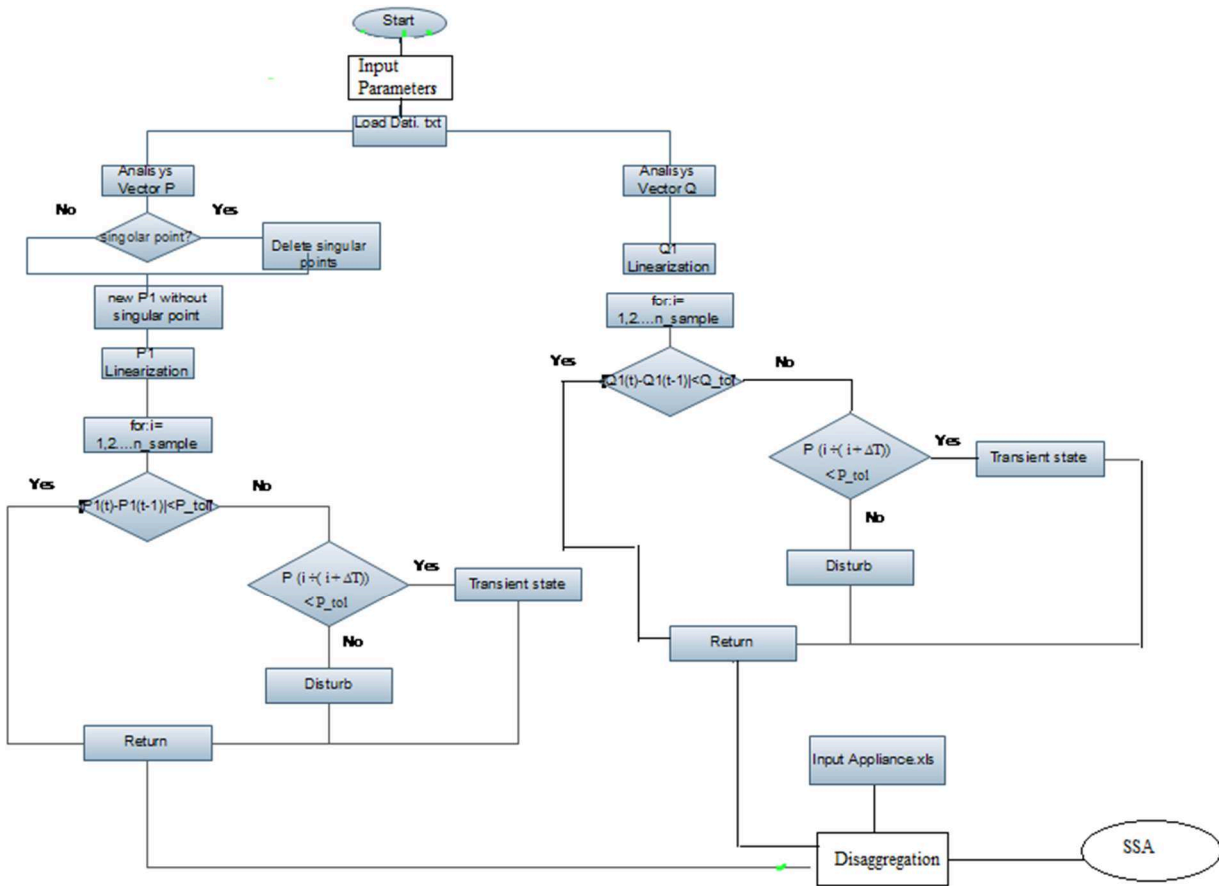 Start
Input
Parameters
Load Dati. txt
Analisys
Vector P
No
Yes
singolar point?
Delete singular
points
new P1 without
singular point
P1
Linearization
for:i=
1,2....n_sample
Yes
No
|P1(t)-P1(t-1)|<P_tol
P (i÷( i + ΔT))
< P_tol
Yes
Transient state
No
Disturb
Return
Analisys
Vector Q
Q1
Linearization
for:i=
1,2....n_sample
Yes
No
|Q1(t)-Q1(t-1)|<Q_tol
P (i÷( i + ΔT))
< P_tol
Yes
Transient state
No
Disturb
Return
Input Appliance.xls
Disaggregation
SSA